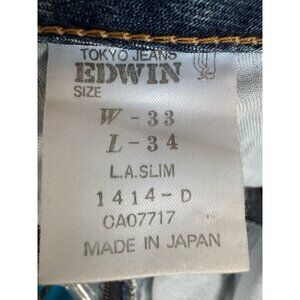 TOKYO JEANS
EDWIN
SIZE
W - 33
L - 34
L.A.SLIM
1414-D
CA07717
MADE IN JAPAN